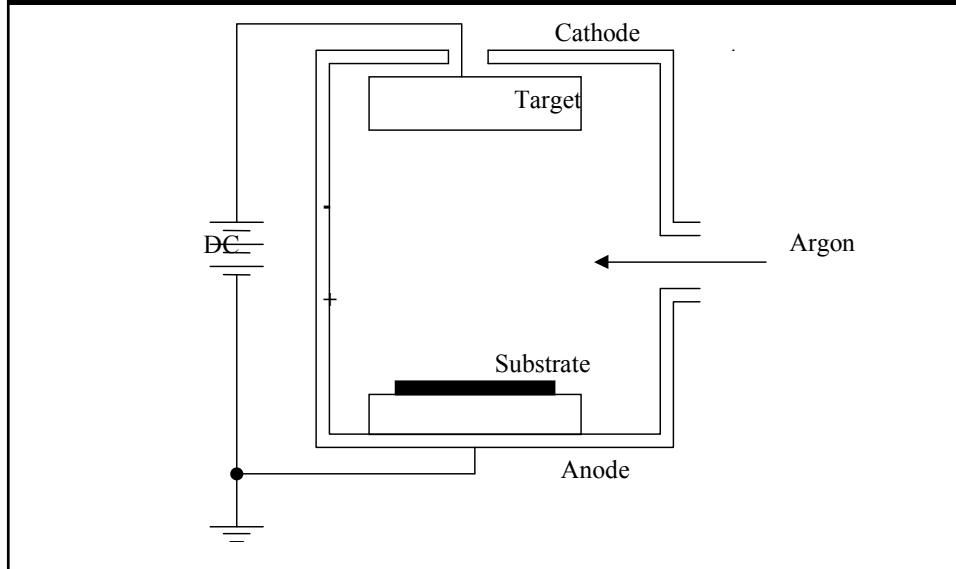 Cathode
Target
-
DC
Argon
+
Substrate
Anode